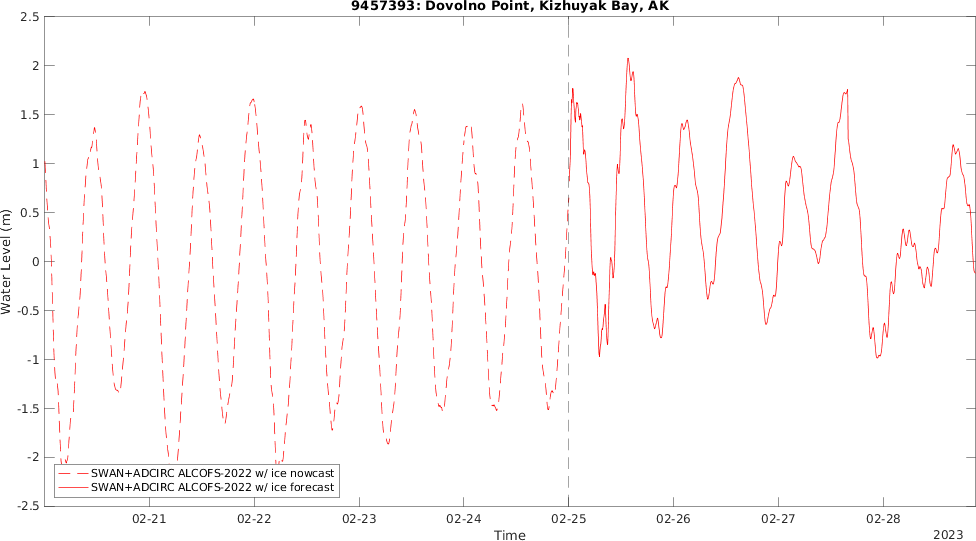 9457393: Dovolno Point, Kizhuyak Bay, AK
2.5
2
1.5
1
0.5
0
-0.5
-1
-1.5
-2
-2.5
Water Level (m)
SWAN+ADCIRC ALCOFS-2022 w/ ice nowcast
SWAN+ADCIRC ALCOFS-2022 w/ ice forecast
02-21 02-22 02-23 02-24 02-25 02-26 02-27 02-28
Time
2023